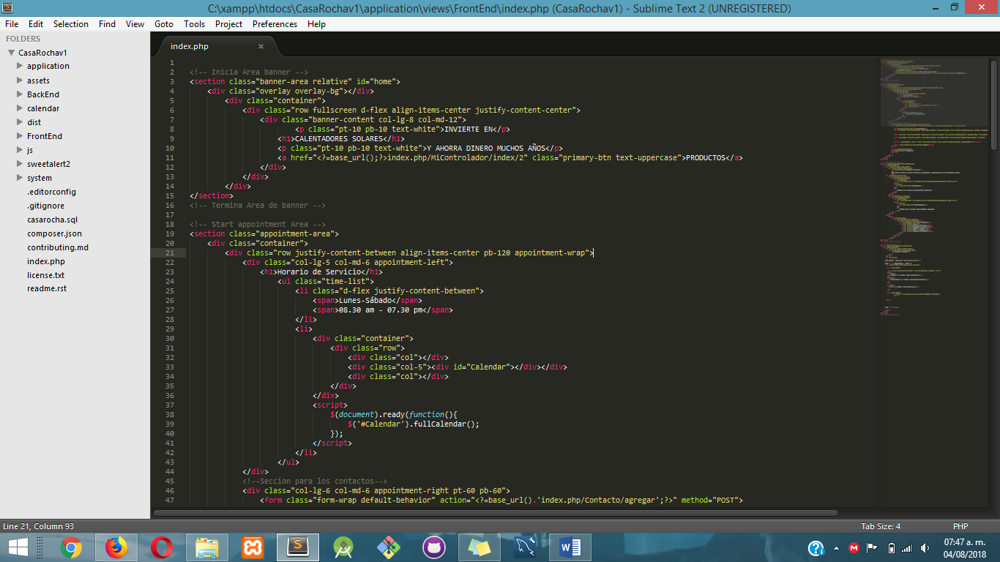 C:\xampp\htdocs\CasaRochav1\application\views\FrontEnd\index.php (CasaRochav1) - Sublime Text 2 (UNREGISTERED)
File Edit Selection Find View Goto Tools Project Preferences Help
FOLDERS
CasaRochav1
application
assets
BackEnd
calendar
dist
FrontEnd
js
sweetalert2
system
.editorconfig
.gitignore
casarocha.sql
composer.json
contributing.md
index.php
license.txt
readme.rst
index.php ×
1
2 <!-- Inicia Area banner -->
3 <section class="banner-area relative" id="home">
4 <div class="overlay overlay-bg"></div>
5 <div class="container">
6 <div class="row fullscreen d-flex align-items-center justify-content-center">
7 <div class="banner-content col-lg-8 col-md-12">
8 <p class="pt-10 pb-10 text-white">INVIERTE EN</p>
9 <h1>CALENTADORES SOLARES</h1>
10 <p class="pt-10 pb-10 text-white">Y AHORRA DINERO MUCHOS AÑOS</p>
11 <a href="<?=base_url();?>index.php/MiControlador/index/2" class="primary-btn text-uppercase">PRODUCTOS</a>
12 </div>
13 </div>
14 </div>
15 </section>
16 <!-- Termina Area de banner -->
17
18 <!-- Start appointment Area -->
19 <section class="appointment-area">
20 <div class="container">
21 <div class="row justify-content-between align-items-center pb-120 appointment-wrap">
22 <div class="col-lg-5 col-md-6 appointment-left">
23 <h1>Horario de Servicio</h1>
24 <ul class="time-list">
25 <li class="d-flex justify-content-between">
26 <span>Lunes-Sábado</span>
27 <span>08.30 am - 07.30 pm</span>
28 </li>
29 <li>
30 <div class="container">
31 <div class="row">
32 <div class="col"></div>
33 <div class="col-5"><div id="Calendar"></div></div>
34 <div class="col"></div>
35 </div>
36 </div>
37 <script>
38 $(document).ready(function(){
39 $('#Calendar').fullCalendar();
40 });
41 </script>
42 </li>
43 </ul>
44 </div>
45 <!--Seccion para los contactos-->
46 <div class="col-lg-6 col-md-6 appointment-right pt-60 pb-60">
47 <form class="form-wrap default-behavior" action="<?=base_url().'index.php/Contacto/agregar';?>" method="POST">
Line 21, Column 93 Tab Size: 4 PHP
07:47 a. m.
04/08/2018